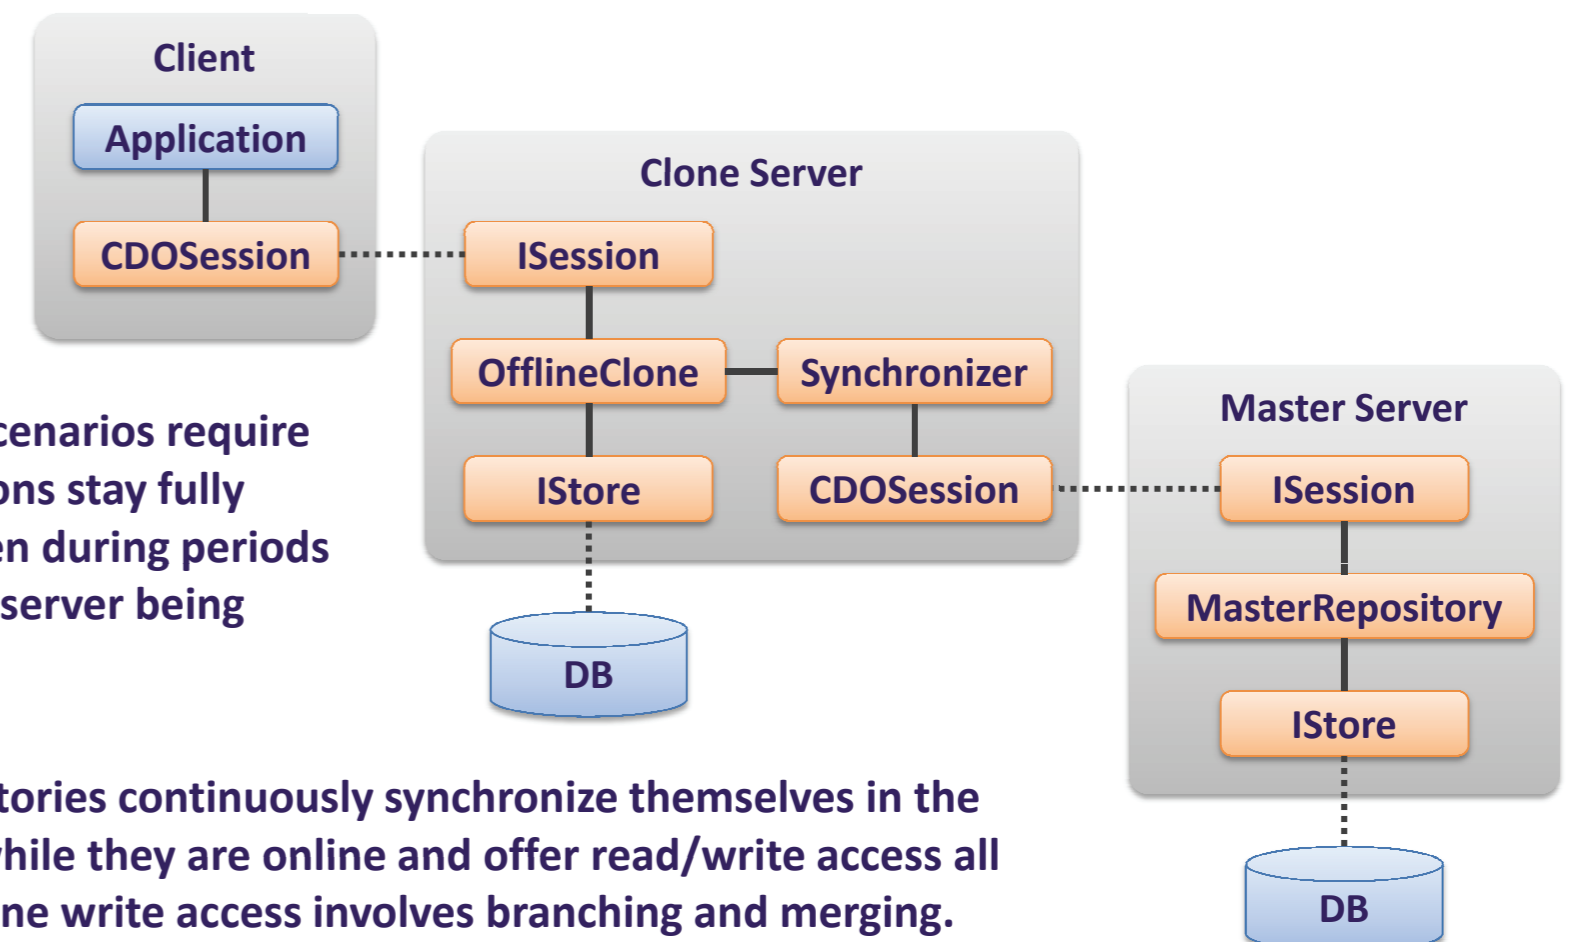 Client
Application
CDOSession
Clone Server
ISession
OfflineClone
Synchronizer
IStore
CDOSession
DB
Master Server
ISession
MasterRepository
IStore
DB
cenarios require
ons stay fully
en during periods
server being
tories continuously synchronize themselves in the
while they are online and offer read/write access all
ne write access involves branching and merging.